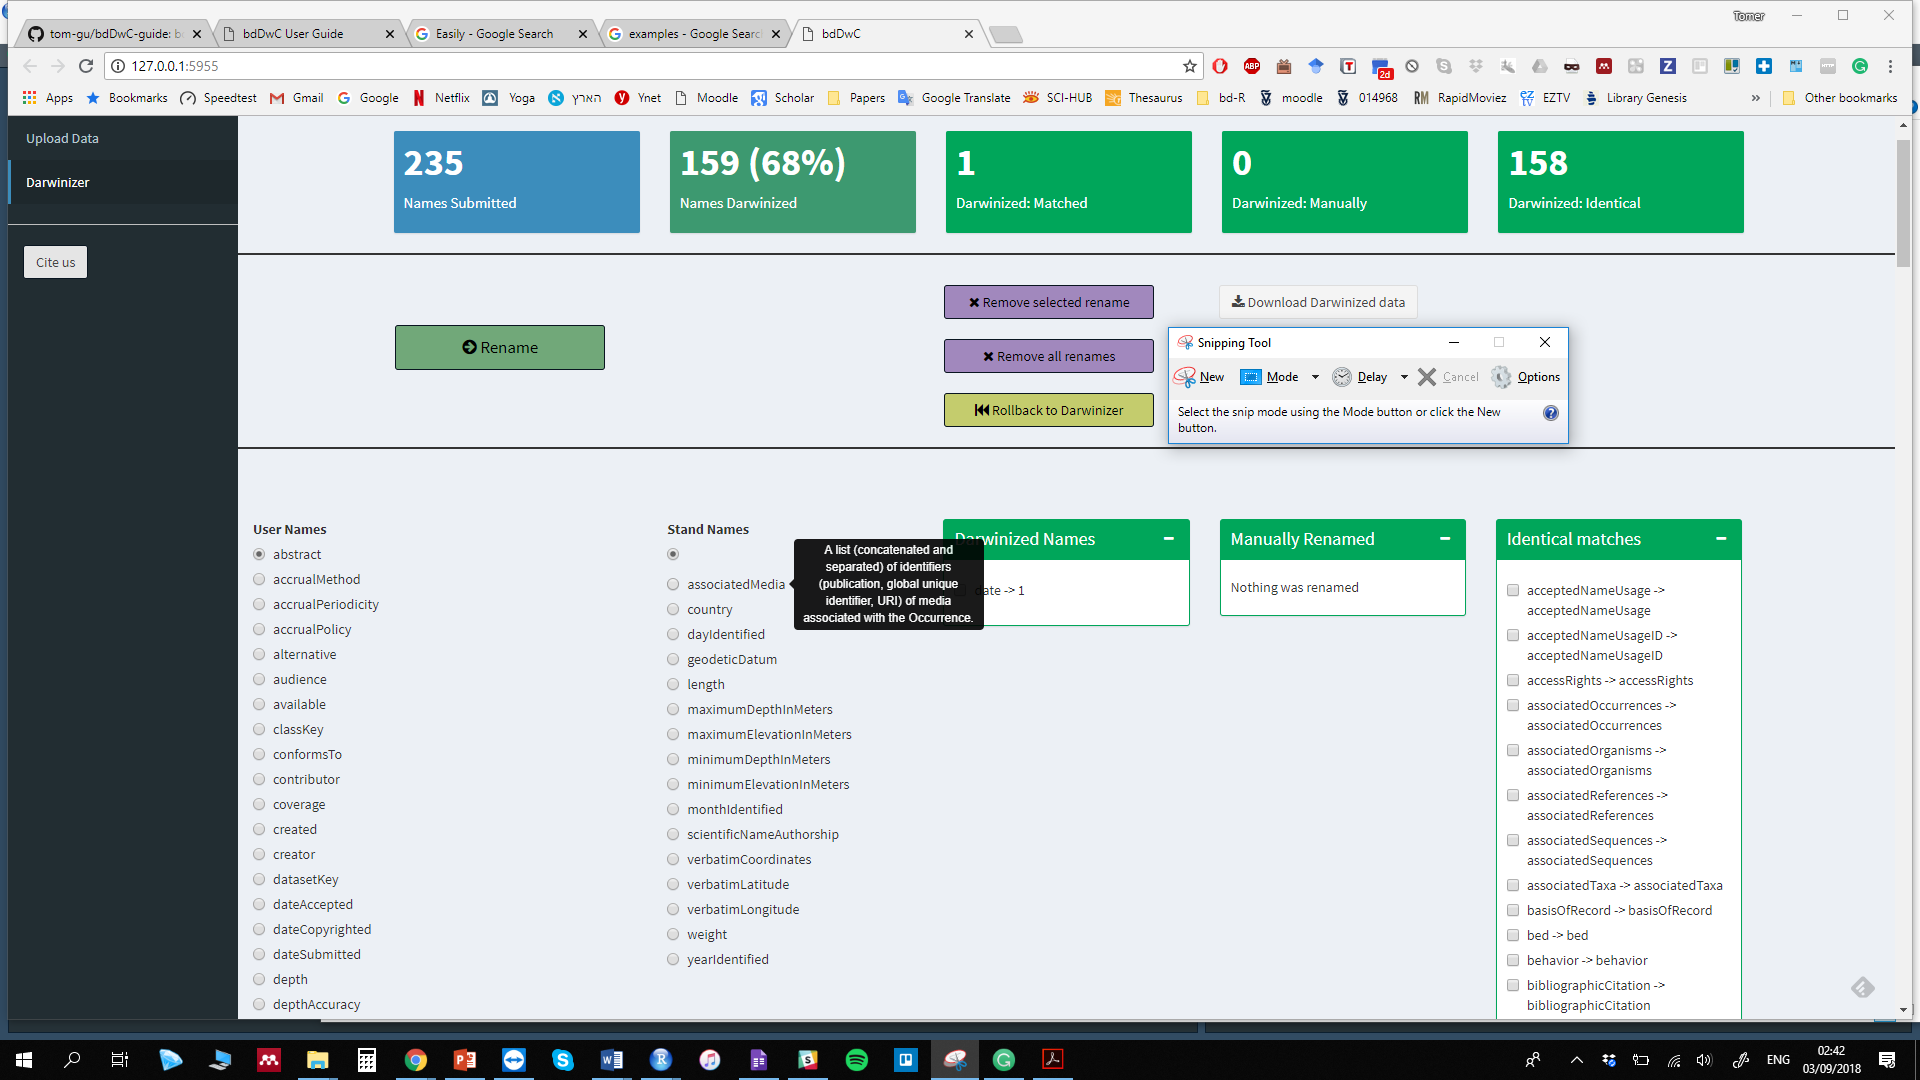 Tomer
tom-gu/bdDwC-guide: b
bdDwC User Guide
Easily - Google Search
examples - Google Searc
bdDwC
127.0.0.1:5955
ABP
2d
Apps
Bookmarks
Speedtest
Gmail
Google
Netflix
Yoga
הארץ
Ynet
Moodle
Scholar
Papers
Google Translate
SCI-HUB
Thesaurus
bd-R
moodle
014968
RapidMoviez
EZTV
Library Genesis
»
Other bookmarks
Upload Data
Darwinizer
Cite us
235
Names Submitted
159 (68%)
Names Darwinized
1
Darwinized: Matched
0
Darwinized: Manually
158
Darwinized: Identical
Rename
Remove selected rename
Remove all renames
Rollback to Darwinizer
Download Darwinized data
Snipping Tool
New
Mode
Delay
Cancel
Options
Select the snip mode using the Mode button or click the New
button.
User Names
abstract
accrualMethod
accrualPeriodicity
accrualPolicy
alternative
audience
available
classKey
conformsTo
contributor
coverage
created
creator
datasetKey
dateAccepted
dateCopyrighted
dateSubmitted
depth
depthAccuracy
Stand Names
associatedMedia
country
dayIdentified
geodeticDatum
length
maximumDepthInMeters
maximumElevationInMeters
minimumDepthInMeters
minimumElevationInMeters
monthIdentified
scientificNameAuthorship
verbatimCoordinates
verbatimLatitude
verbatimLongitude
weight
yearIdentified
A list (concatenated and
separated) of identifiers
(publication, global unique
identifier, URI) of media
associated with the Occurrence.
Darwinized Names
date -> 1
Manually Renamed
Nothing was renamed
Identical matches
acceptedNameUsage ->
acceptedNameUsage
acceptedNameUsageID ->
acceptedNameUsageID
accessRights -> accessRights
associatedOccurrences ->
associatedOccurrences
associatedOrganisms ->
associatedOrganisms
associatedReferences ->
associatedReferences
associatedSequences ->
associatedSequences
associatedTaxa -> associatedTaxa
basisOfRecord -> basisOfRecord
bed -> bed
behavior -> behavior
bibliographicCitation ->
bibliographicCitation
ENG
02:42
03/09/2018